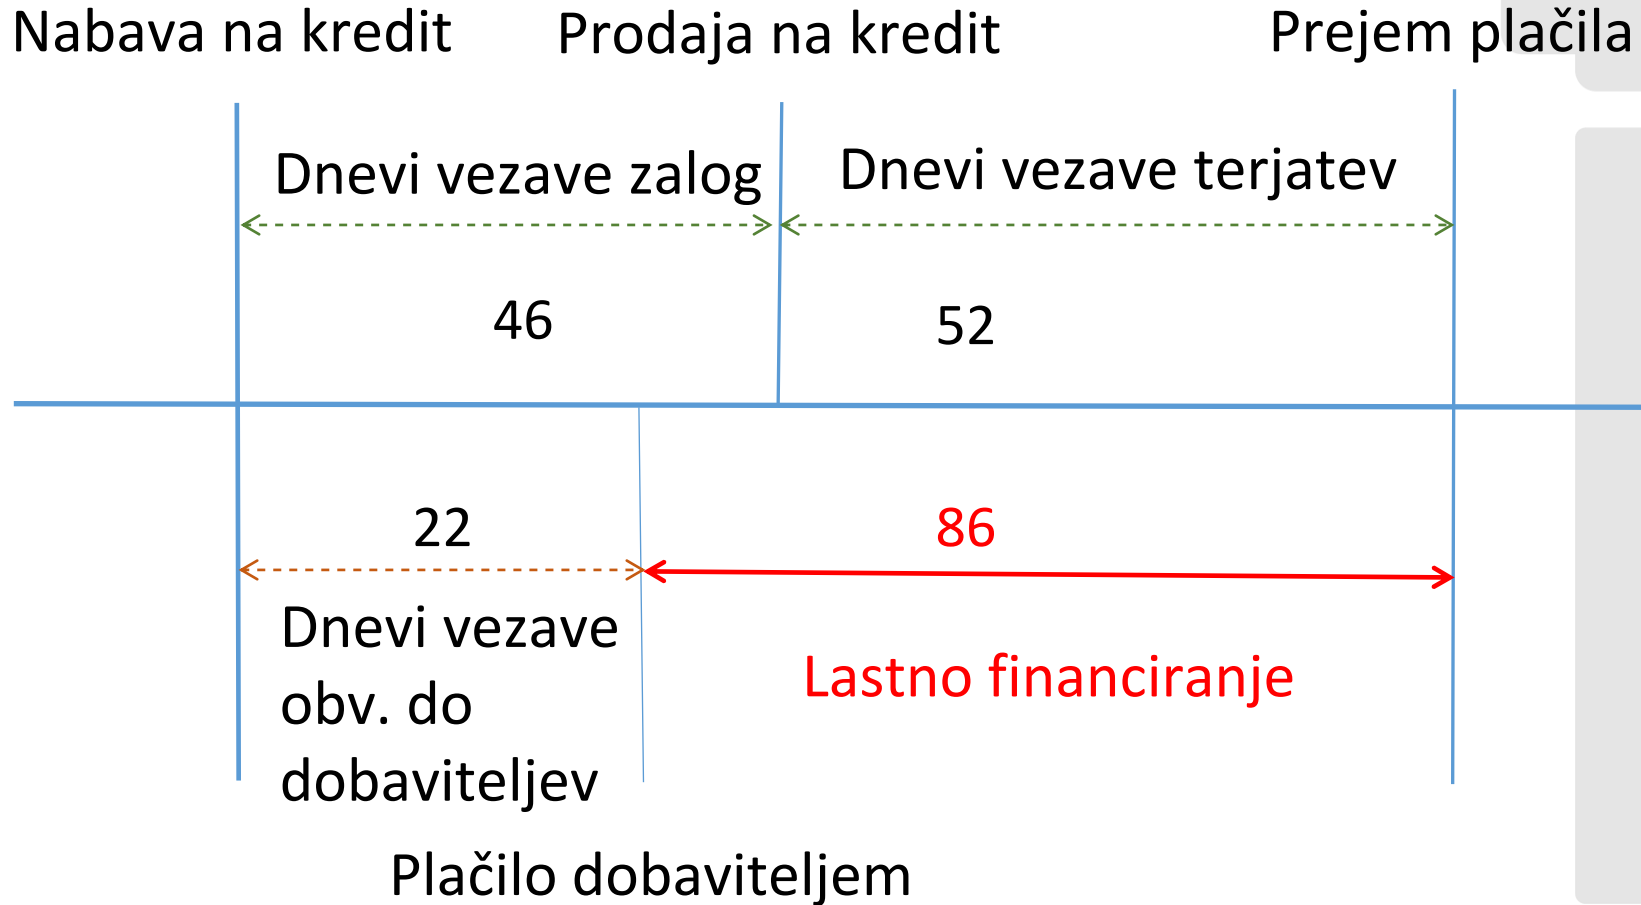 Nabava na kredit
Prodaja na kredit
Prejem plačila
Dnevi vezave zalog
Dnevi vezave terjatev
46
52
22
86
Dnevi vezave
obv. do
dobaviteljev
Lastno financiranje
Plačilo dobaviteljem